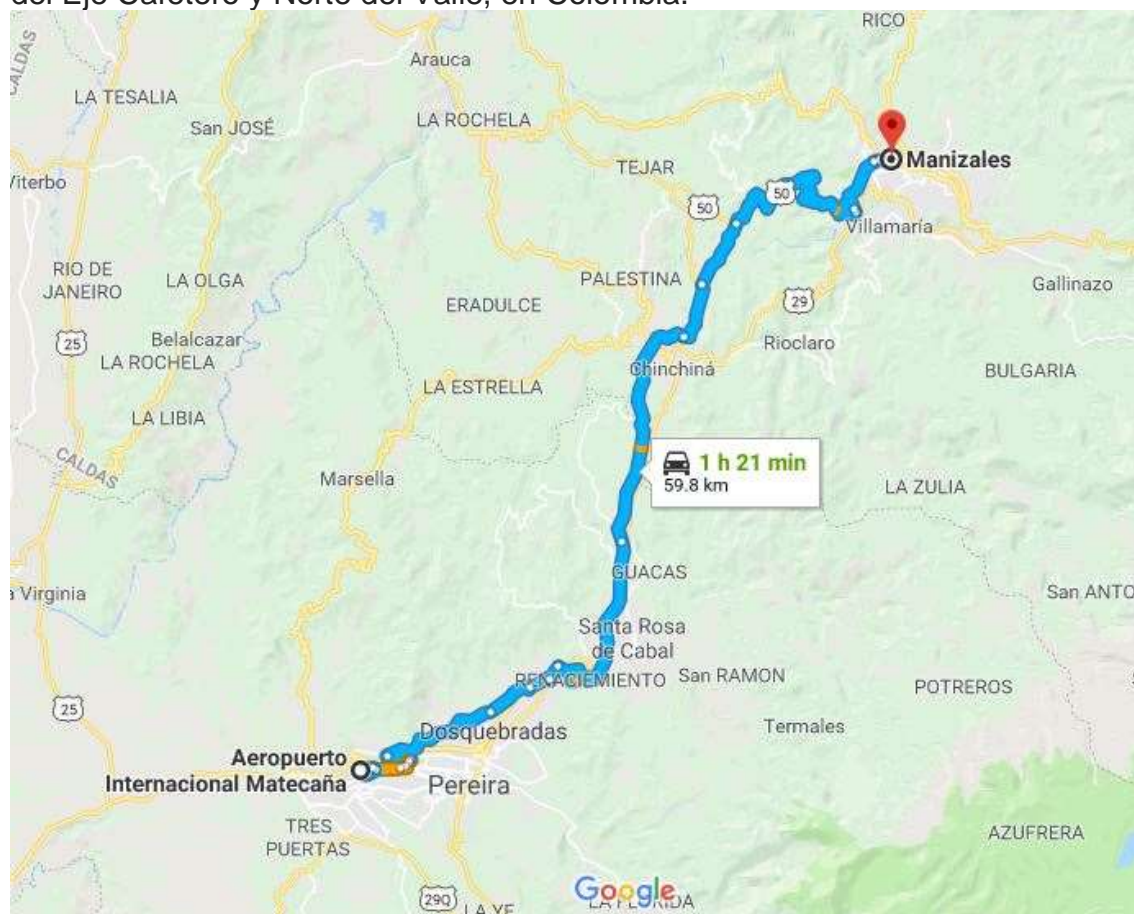 del Eje Cafetero y Norte del Valle, en Colombia.
RICO
CALDAS
Arauca
LA TESALIA
LA ROCHELA
San JOSÉ
TEJAR
Manizales
Viterbo
50
50
Villamaría
RIO DE
JANEIRO
LA OLGA
PALESTINA
Gallinazo
ERADULCE
29
25
Belalcazar
Rioclaro
LA ROCHELA
Chinchiná
BULGARIA
LA ESTRELLA
LA LIBIA
CALDAS
1 h 21 min
59.8 km
Marsella
LA ZULIA
GUACAS
a Virginia
San ANTO
Santa Rosa
de Cabal
RENACIEMIENTO
San RAMON
POTREROS
25
Dosquebradas
Termales
Aeropuerto
Internacional Matecaña
Pereira
TRES
PUERTAS
AZUFRERA
29Q
LA YE
Google
LA FLORIDA